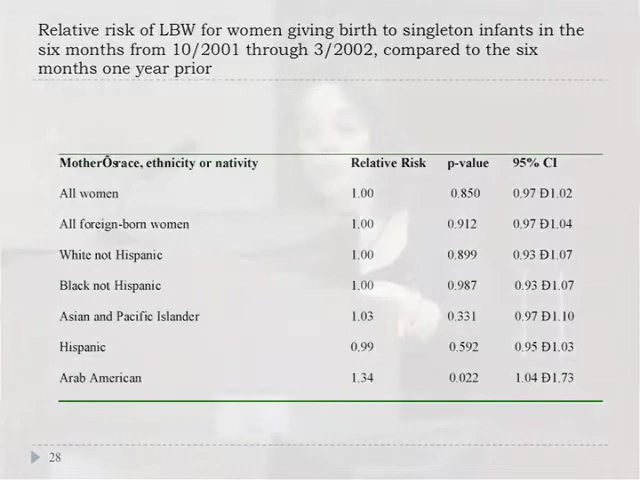 Relative risk of LBW for women giving birth to singleton infants in the
six months from 10/2001 through 3/2002, compared to the six
months one year prior
MotherÕsrace, ethnicity or nativity Relative Risk p-value 95% CI
All women 1.00 0.850 0.97 Ð1.02
All foreign-born women 1.00 0.912 0.97 Ð1.04
White not Hispanic 1.00 0.899 0.93 Ð1.07
Black not Hispanic 1.00 0.987 0.93 Ð1.07
Asian and Pacific Islander 1.03 0.331 0.97 Ð1.10
Hispanic 0.99 0.592 0.95 Ð1.03
Arab American 1.34 0.022 1.04 Ð1.73
28